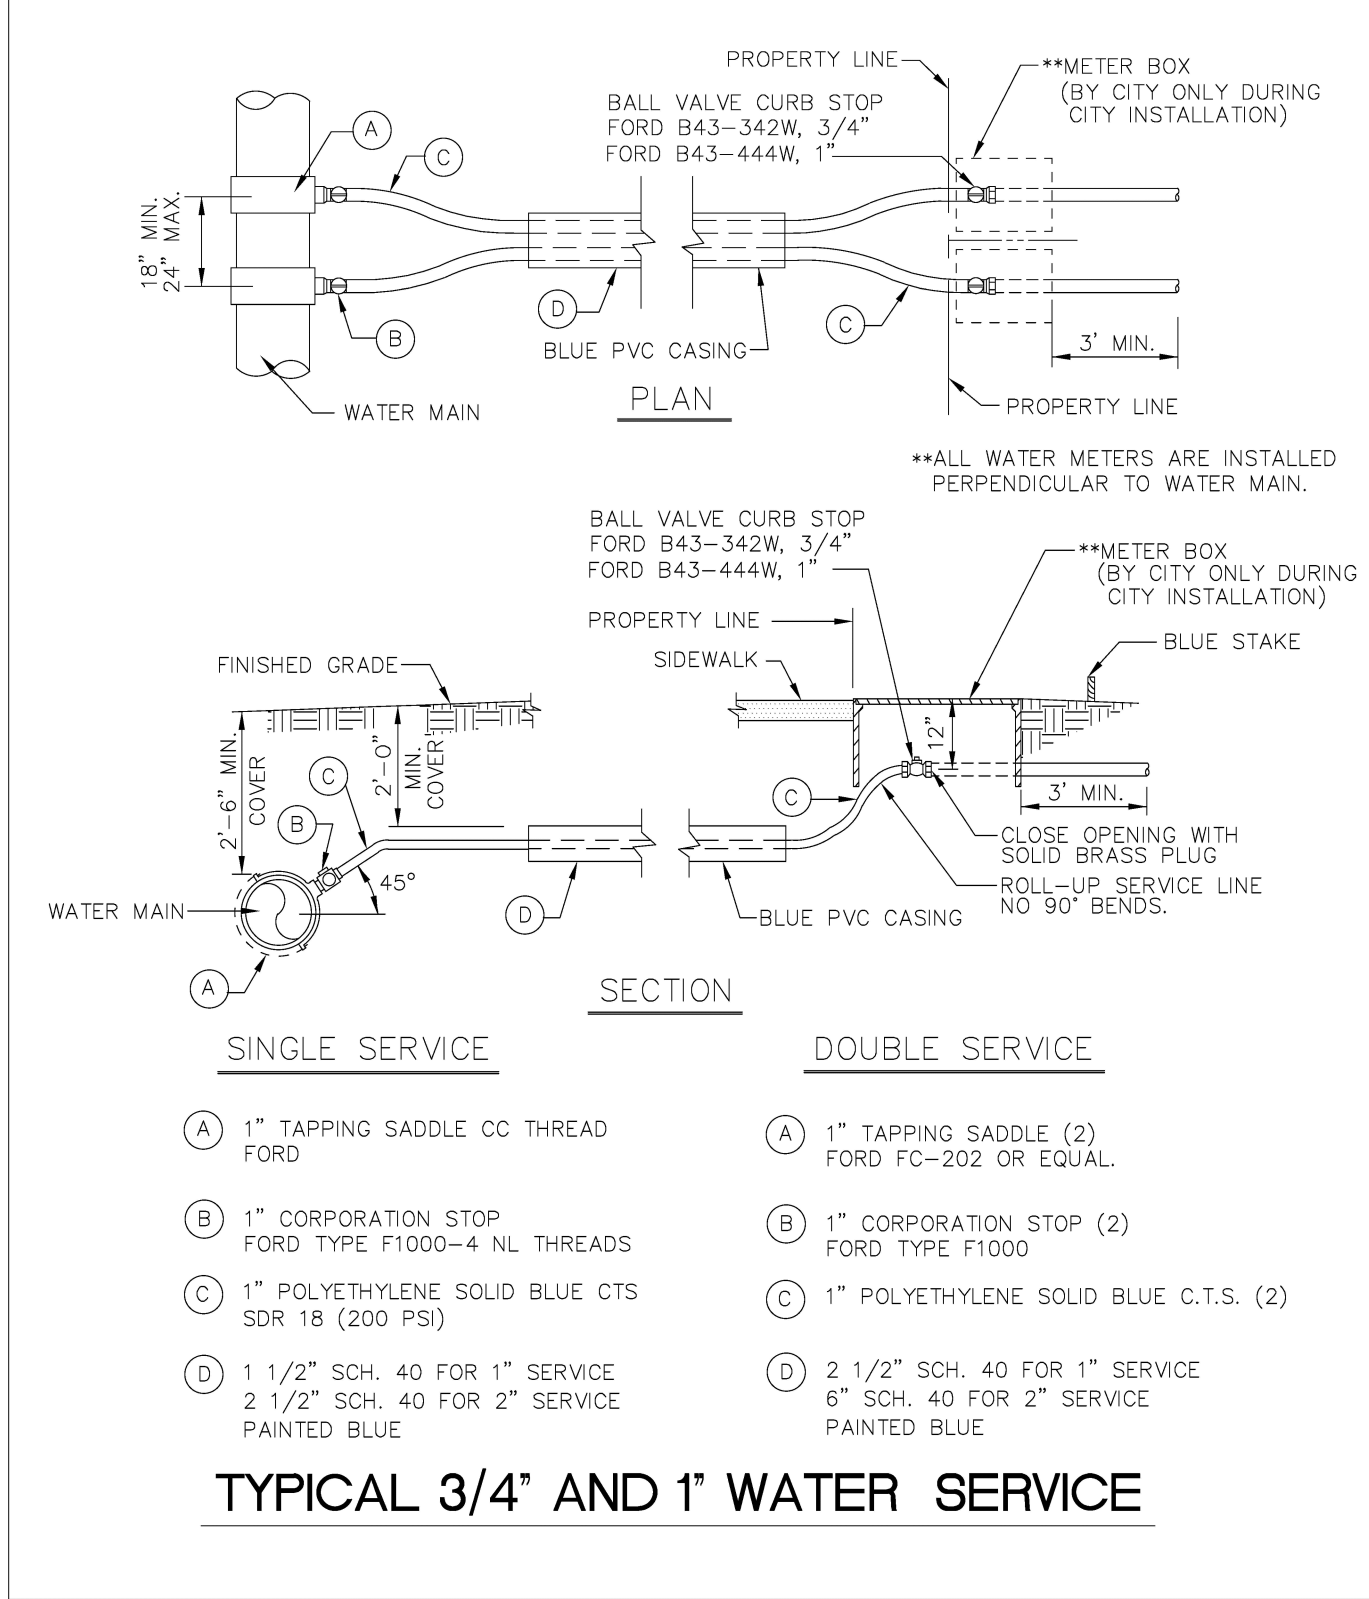 PROPERTY LINE
**METER BOX
(BY CITY ONLY DURING
CITY INSTALLATION)
BALL VALVE CURB STOP
FORD B43-342W, 3/4"
FORD B43-444W, 1"
A
C
18" MIN.
24" MAX.
D
C
B
BLUE PVC CASING
3' MIN.
WATER MAIN
PLAN
PROPERTY LINE
**ALL WATER METERS ARE INSTALLED
PERPENDICULAR TO WATER MAIN.
BALL VALVE CURB STOP
FORD B43-342W, 3/4"
FORD B43-444W, 1"
**METER BOX
(BY CITY ONLY DURING
CITY INSTALLATION)
PROPERTY LINE
BLUE STAKE
FINISHED GRADE
SIDEWALK
2'-6" MIN.
COVER
2'-0"
MIN.
COVER
12"
C
B
C
3' MIN.
CLOSE OPENING WITH
SOLID BRASS PLUG
45°
ROLL-UP SERVICE LINE
NO 90° BENDS.
WATER MAIN
D
BLUE PVC CASING
A
SECTION
SINGLE SERVICE
A 1" TAPPING SADDLE CC THREAD
FORD
B 1" CORPORATION STOP
FORD TYPE F1000-4 NL THREADS
C 1" POLYETHYLENE SOLID BLUE CTS
SDR 18 (200 PSI)
D 1 1/2" SCH. 40 FOR 1" SERVICE
2 1/2" SCH. 40 FOR 2" SERVICE
PAINTED BLUE
DOUBLE SERVICE
A 1" TAPPING SADDLE (2)
FORD FC-202 OR EQUAL.
B 1" CORPORATION STOP (2)
FORD TYPE F1000
C 1" POLYETHYLENE SOLID BLUE C.T.S. (2)
D 2 1/2" SCH. 40 FOR 1" SERVICE
6" SCH. 40 FOR 2" SERVICE
PAINTED BLUE
TYPICAL 3/4" AND 1" WATER SERVICE